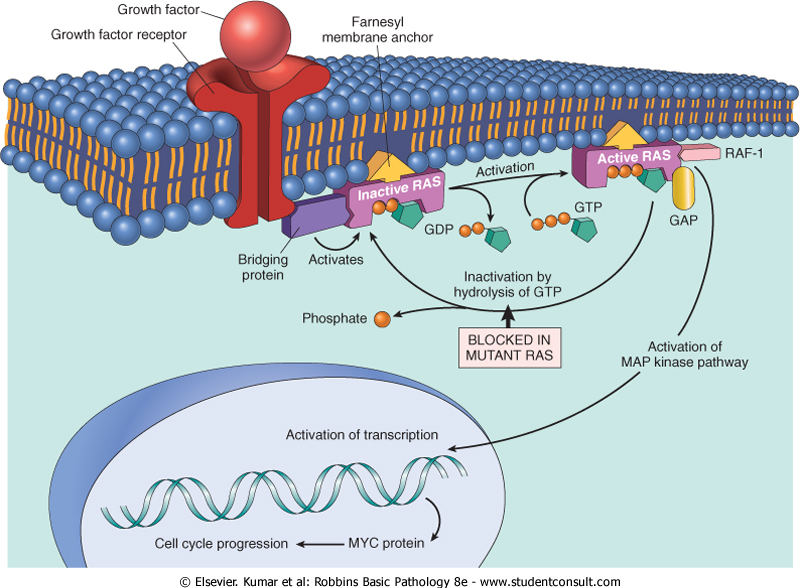 Growth factor
Growth factor receptor
Farnesyl
membrane anchor
Inactive RAS
Activation
Active RAS
RAF-1
GDP
GTP
GAP
Bridging
protein
Activates
Inactivation by
hydrolysis of GTP
Phosphate
BLOCKED IN
MUTANT RAS
Activation of
MAP kinase pathway
Activation of transcription
Cell cycle progression
MYC protein
© Elsevier. Kumar et al: Robbins Basic Pathology 8e - www.studentconsult.com